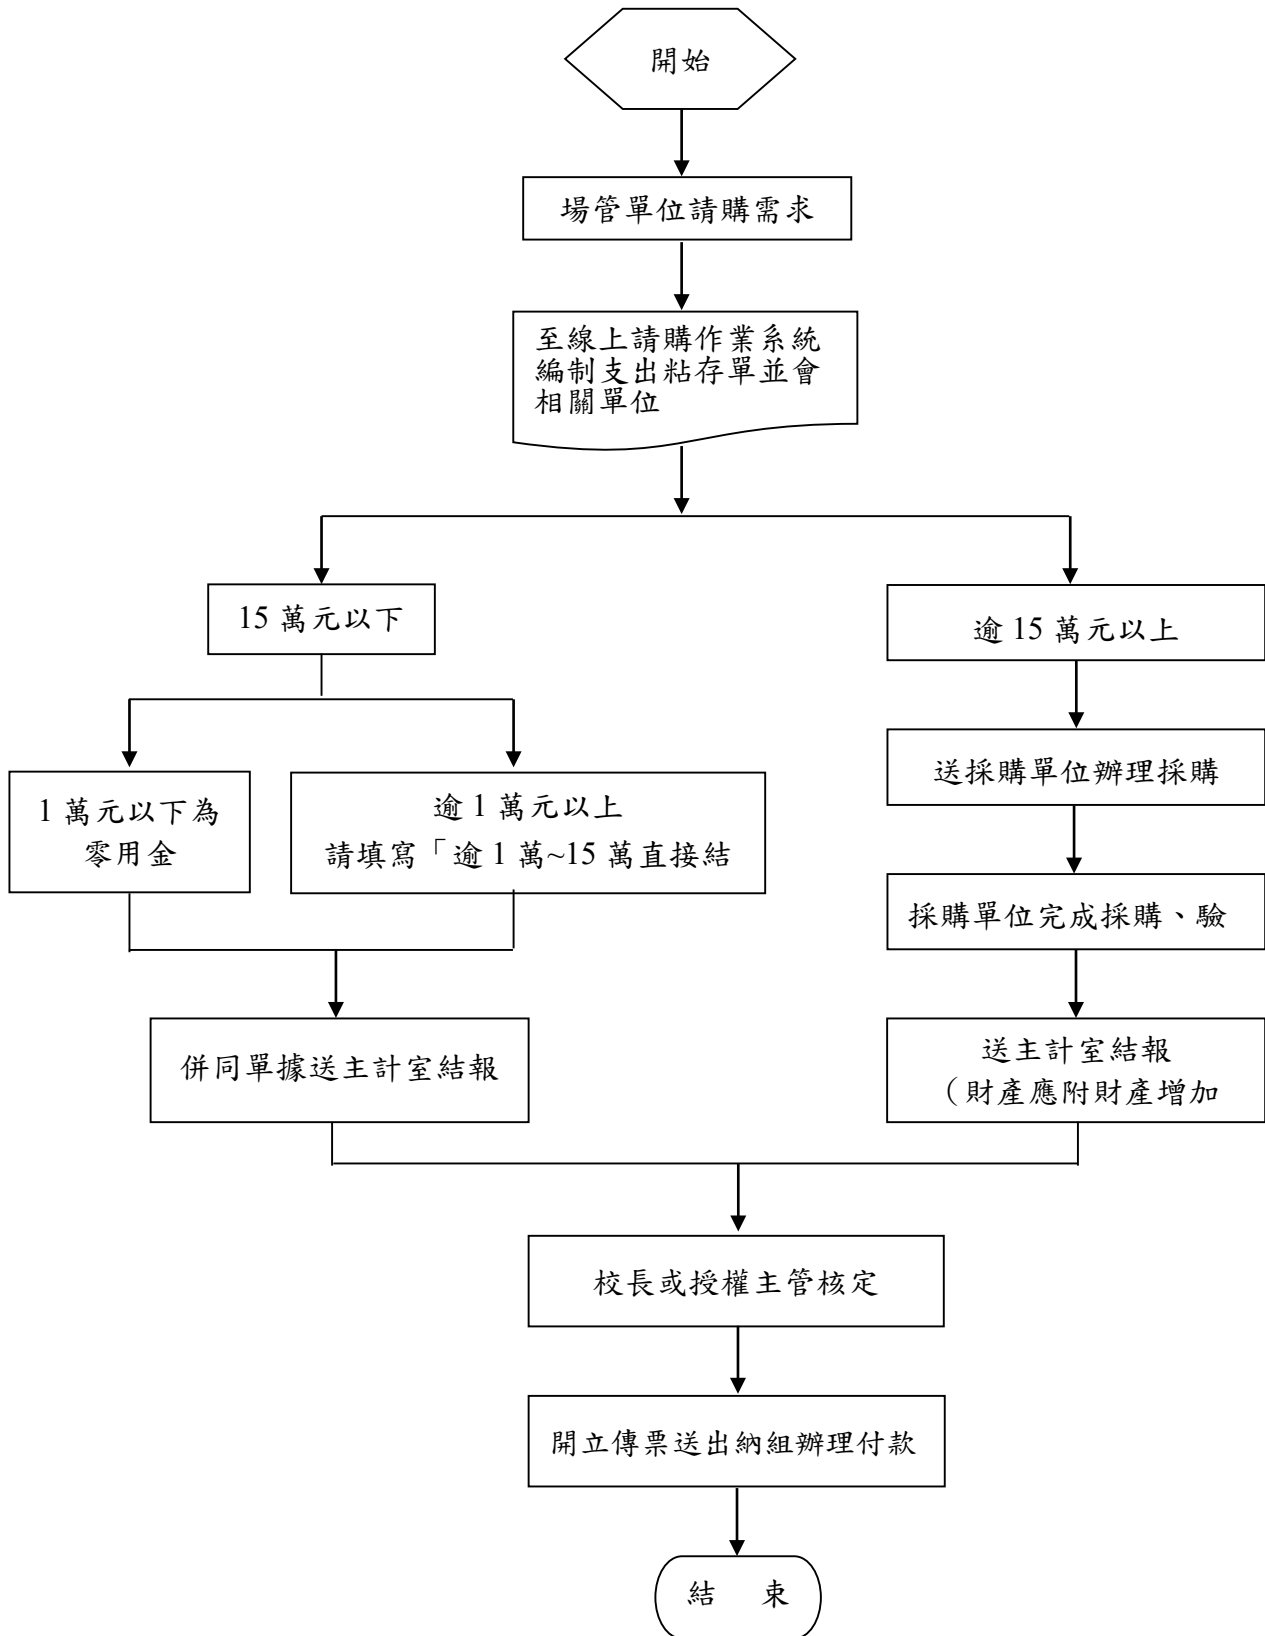 開始
場管單位請購需求
至線上請購作業系統
編制支出粘存單並會
相關單位
15 萬元以下
逾 15 萬元以上
1 萬元以下為
零用金
逾 1 萬元以上
請填寫「逾 1 萬~15 萬直接結
送採購單位辦理採購
採購單位完成採購、驗
併同單據送主計室結報
送主計室結報
（財產應附財產增加
校長或授權主管核定
開立傳票送出納組辦理付款
結 束